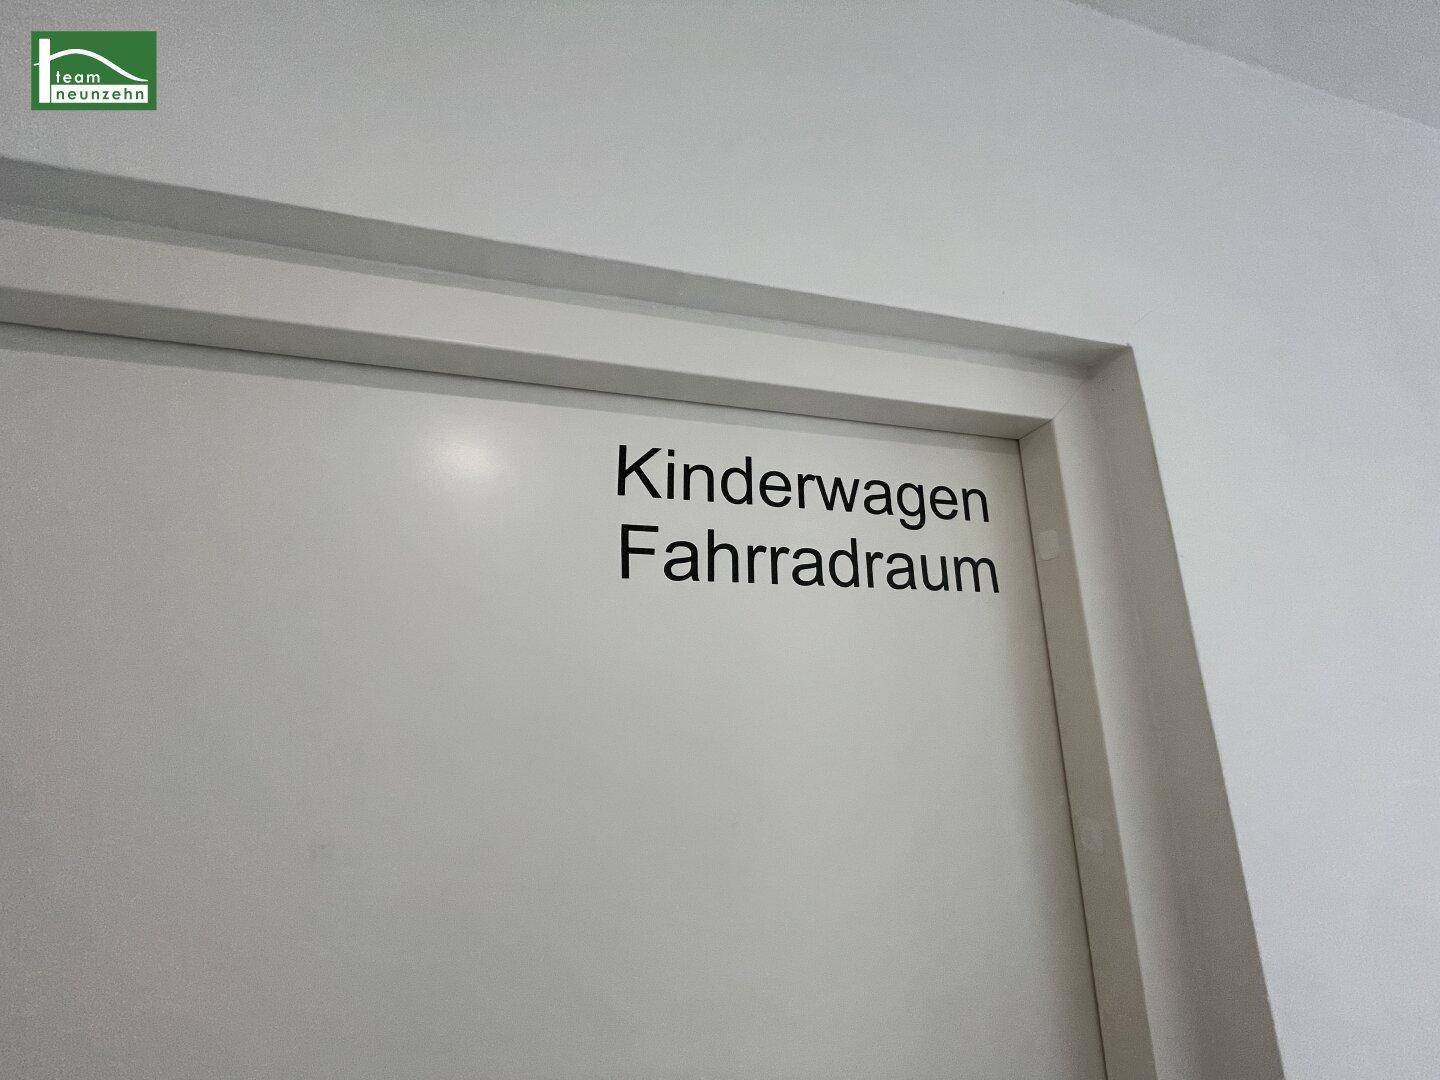 team
neunzehn
Kinderwagen
Fahrradraum